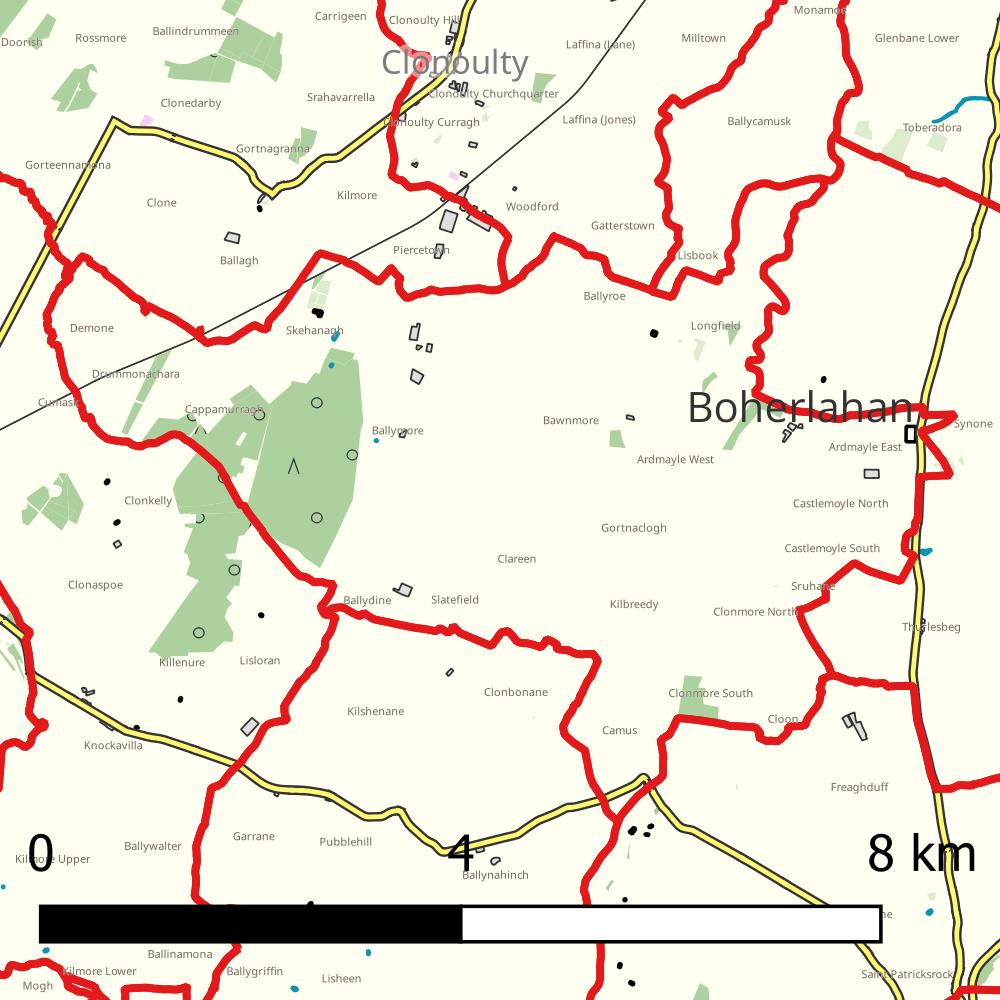 Monamoe
Carrigeen
Clonoulty Hill
Ballindrummeen
Rossmore
Doorish
Laffina (Lane)
Milltown
Glenbane Lower
Clonoulty
Clonoulty Churchquarter
Srahavarrella
Clonedarby
Clonoulty Curragh
Laffina (Jones)
Ballycamusk
Toberadora
Gortnagranna
Gorteennamona
Kilmore
Clone
Woodford
Gatterstown
Piercetown
Lisbook
Ballagh
Ballyroe
Demone
Skehanagh
Longfield
Drummonachara
Cumask
Cappamurragh
Boherlahan
Bawnmore
Synone
Ballymore
Ardmayle East
Ardmayle West
Clonkelly
Castlemoyle North
Gortnaclogh
Castlemoyle South
Clareen
Clonaspoe
Sruhane
Ballydine
Slatefield
Kilbreedy
Clonmore North
Thurlesbeg
Killenure
Lisloran
Clonbonane
Clonmore South
Kilshenane
Camus
Cloon
Knockavilla
Freaghduff
Garrane
Pubblehill
Ballywalter
Kilmore Upper
0
4
8 km
Ballynahinch
ne
Ballinamona
Kilmore Lower
Ballygriffin
Lisheen
Saint Patricksrock
Mogh